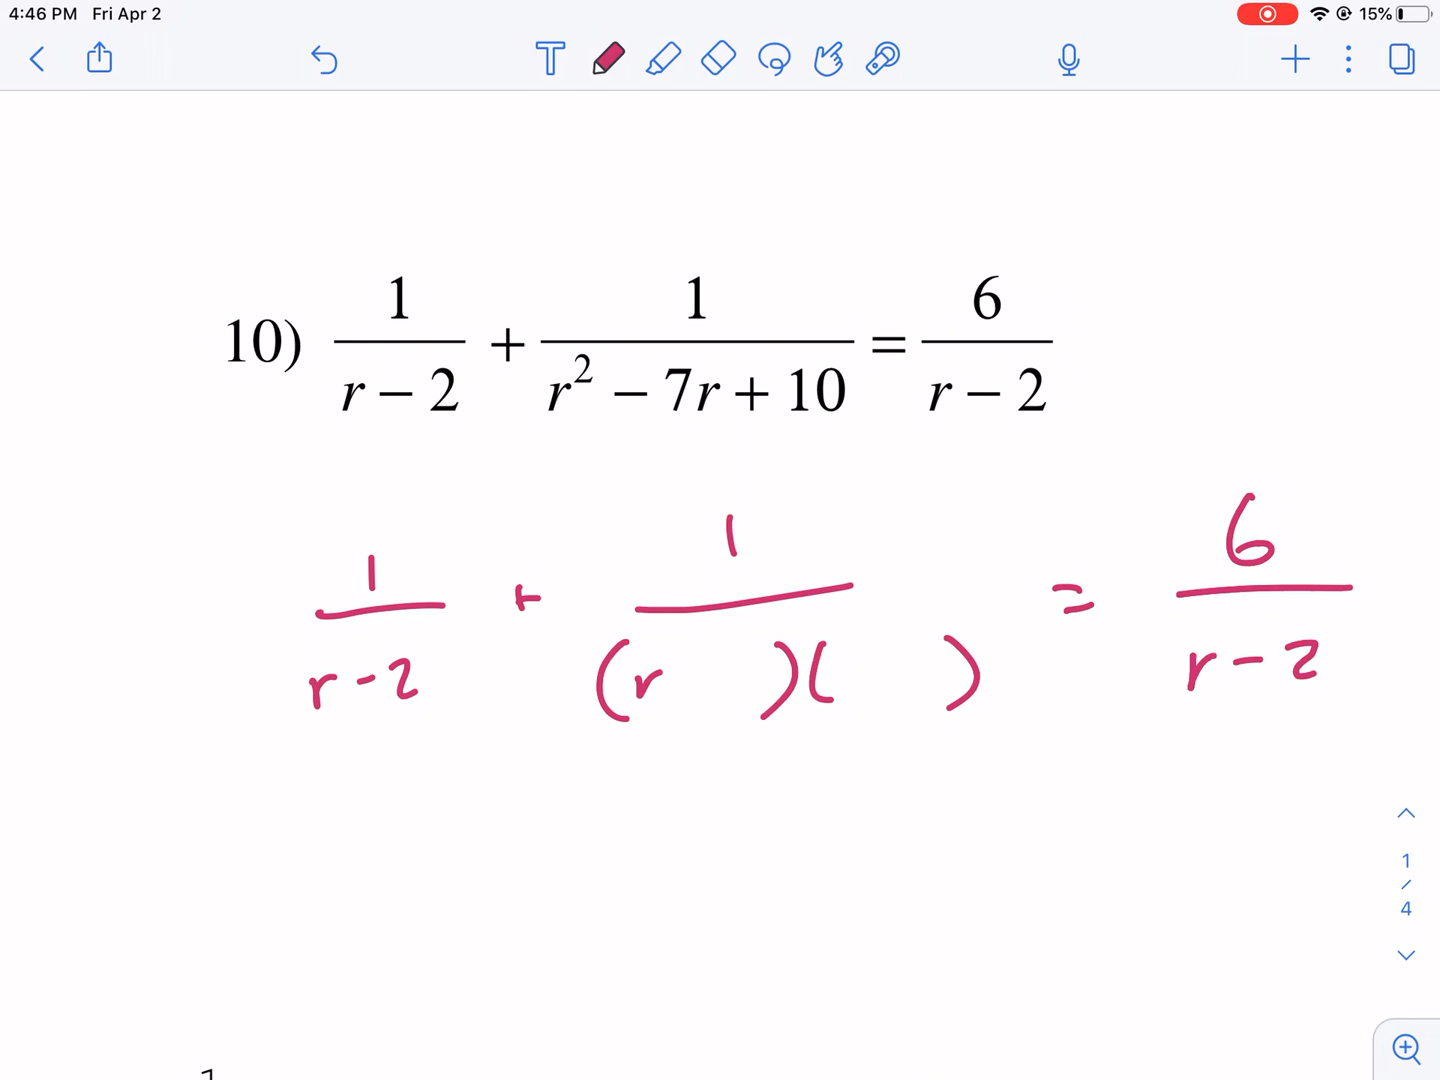 4:46 PM Fri Apr 2 15%
T
10) 1/(r − 2) + 1/(r² − 7r + 10) = 6/(r − 2)
1/(r − 2) + 1/((r )( )) = 6/(r − 2)
1
/
4